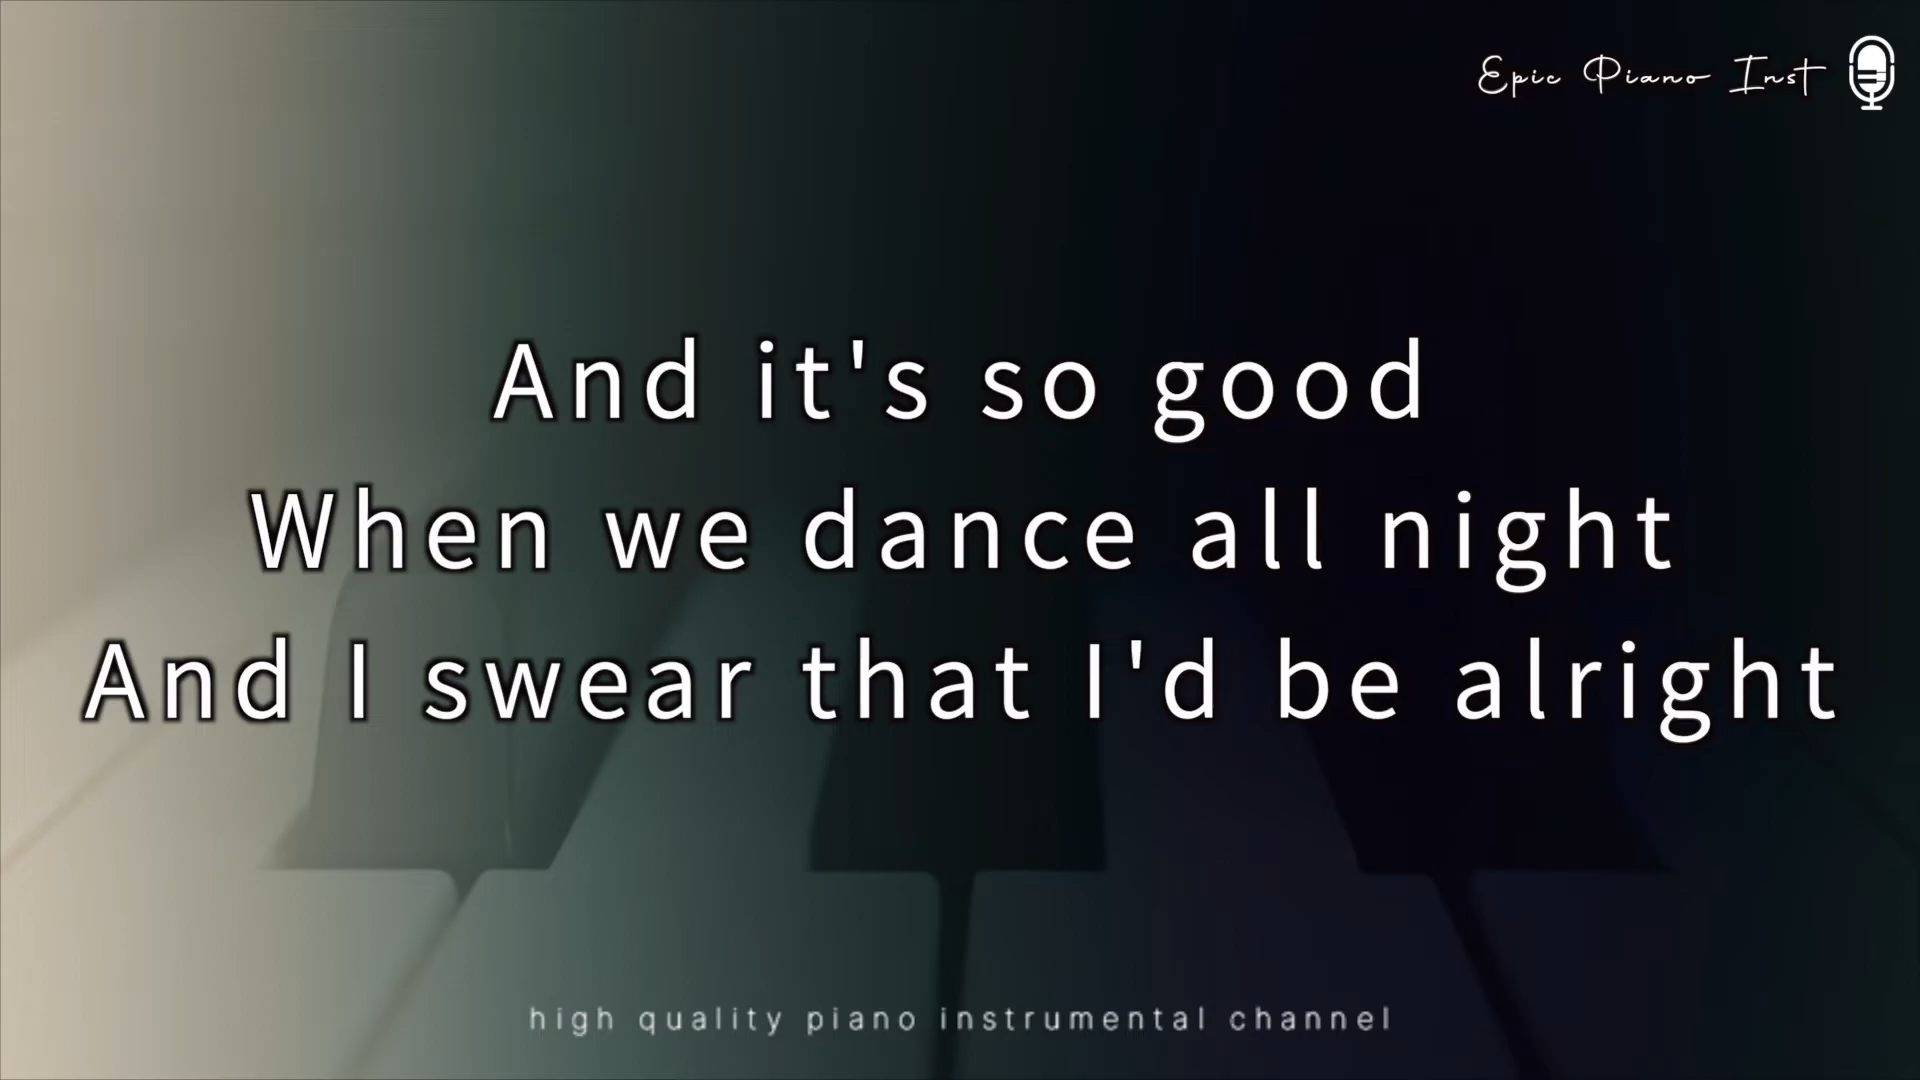 Epic Piano Inst
And it's so good
When we dance all night
And I swear that I'd be alright
high quality piano instrumental channel